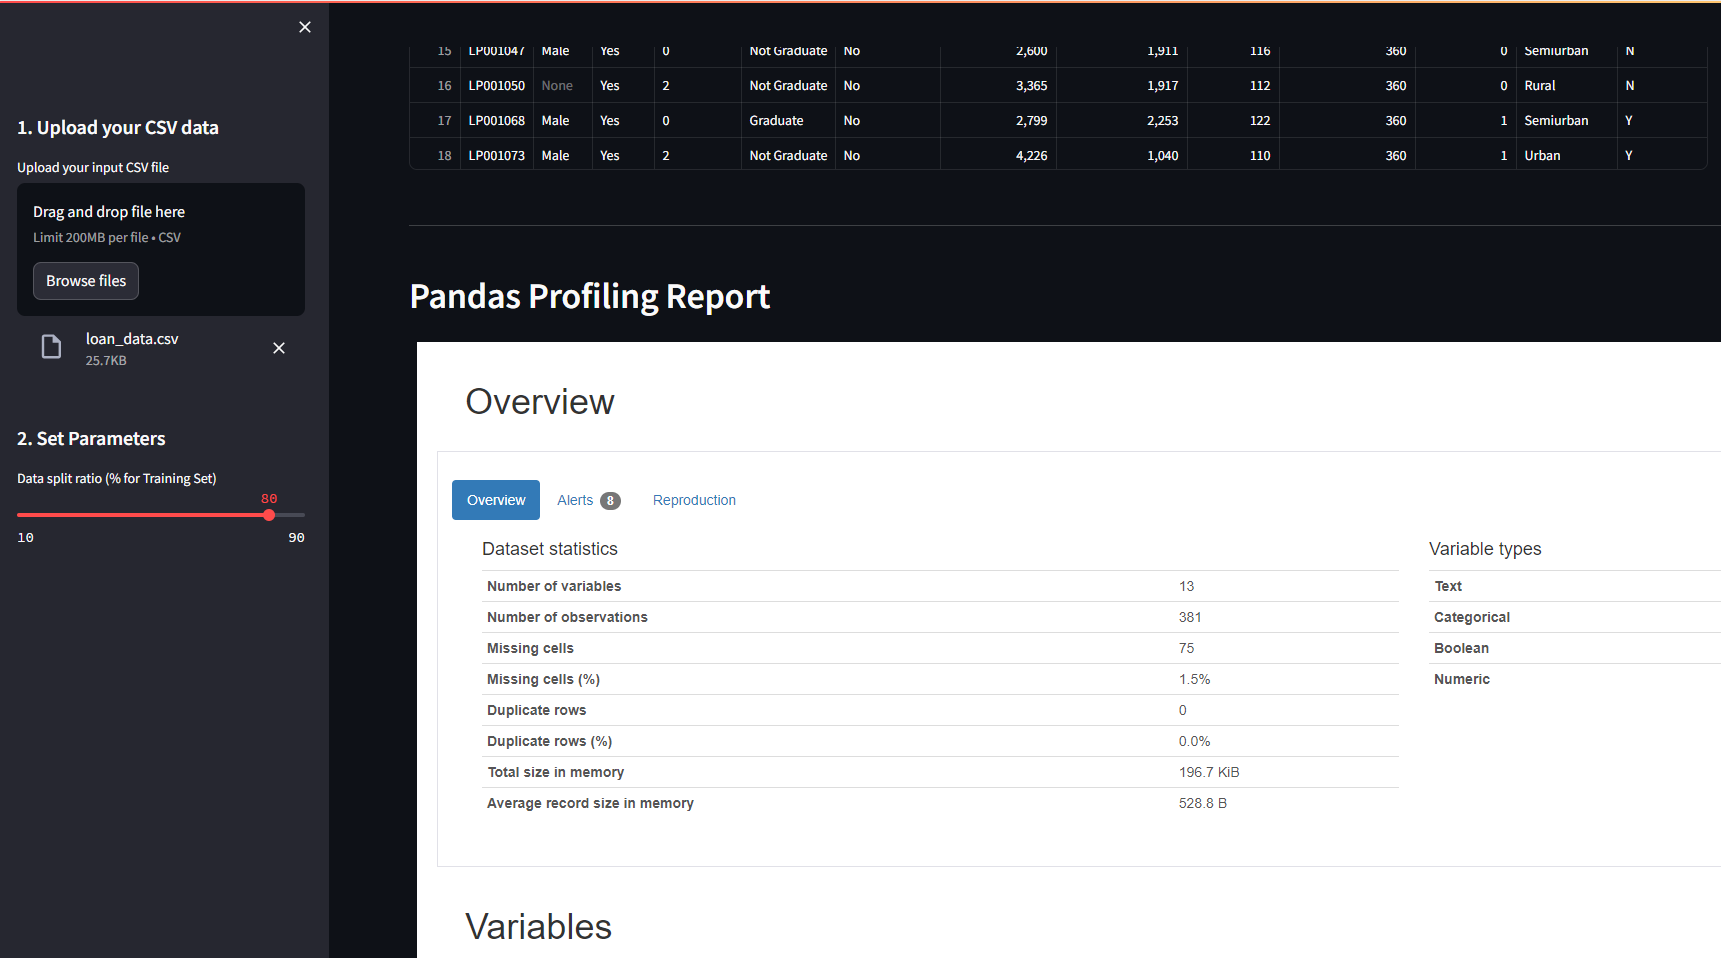 1. Upload your CSV data
Upload your input CSV file
Drag and drop file here
Limit 200MB per file • CSV
Browse files
loan_data.csv
25.7KB
2. Set Parameters
Data split ratio (% for Training Set)
80
10 90
15 LP001047 Male Yes 0 Not Graduate No 2,600 1,911 116 360 0 Semiurban N
16 LP001050 None Yes 2 Not Graduate No 3,365 1,917 112 360 0 Rural N
17 LP001068 Male Yes 0 Graduate No 2,799 2,253 122 360 1 Semiurban Y
18 LP001073 Male Yes 2 Not Graduate No 4,226 1,040 110 360 1 Urban Y
Pandas Profiling Report
Overview
Overview Alerts 8 Reproduction
Dataset statistics
Number of variables 13
Number of observations 381
Missing cells 75
Missing cells (%) 1.5%
Duplicate rows 0
Duplicate rows (%) 0.0%
Total size in memory 196.7 KiB
Average record size in memory 528.8 B
Variable types
Text
Categorical
Boolean
Numeric
Variables